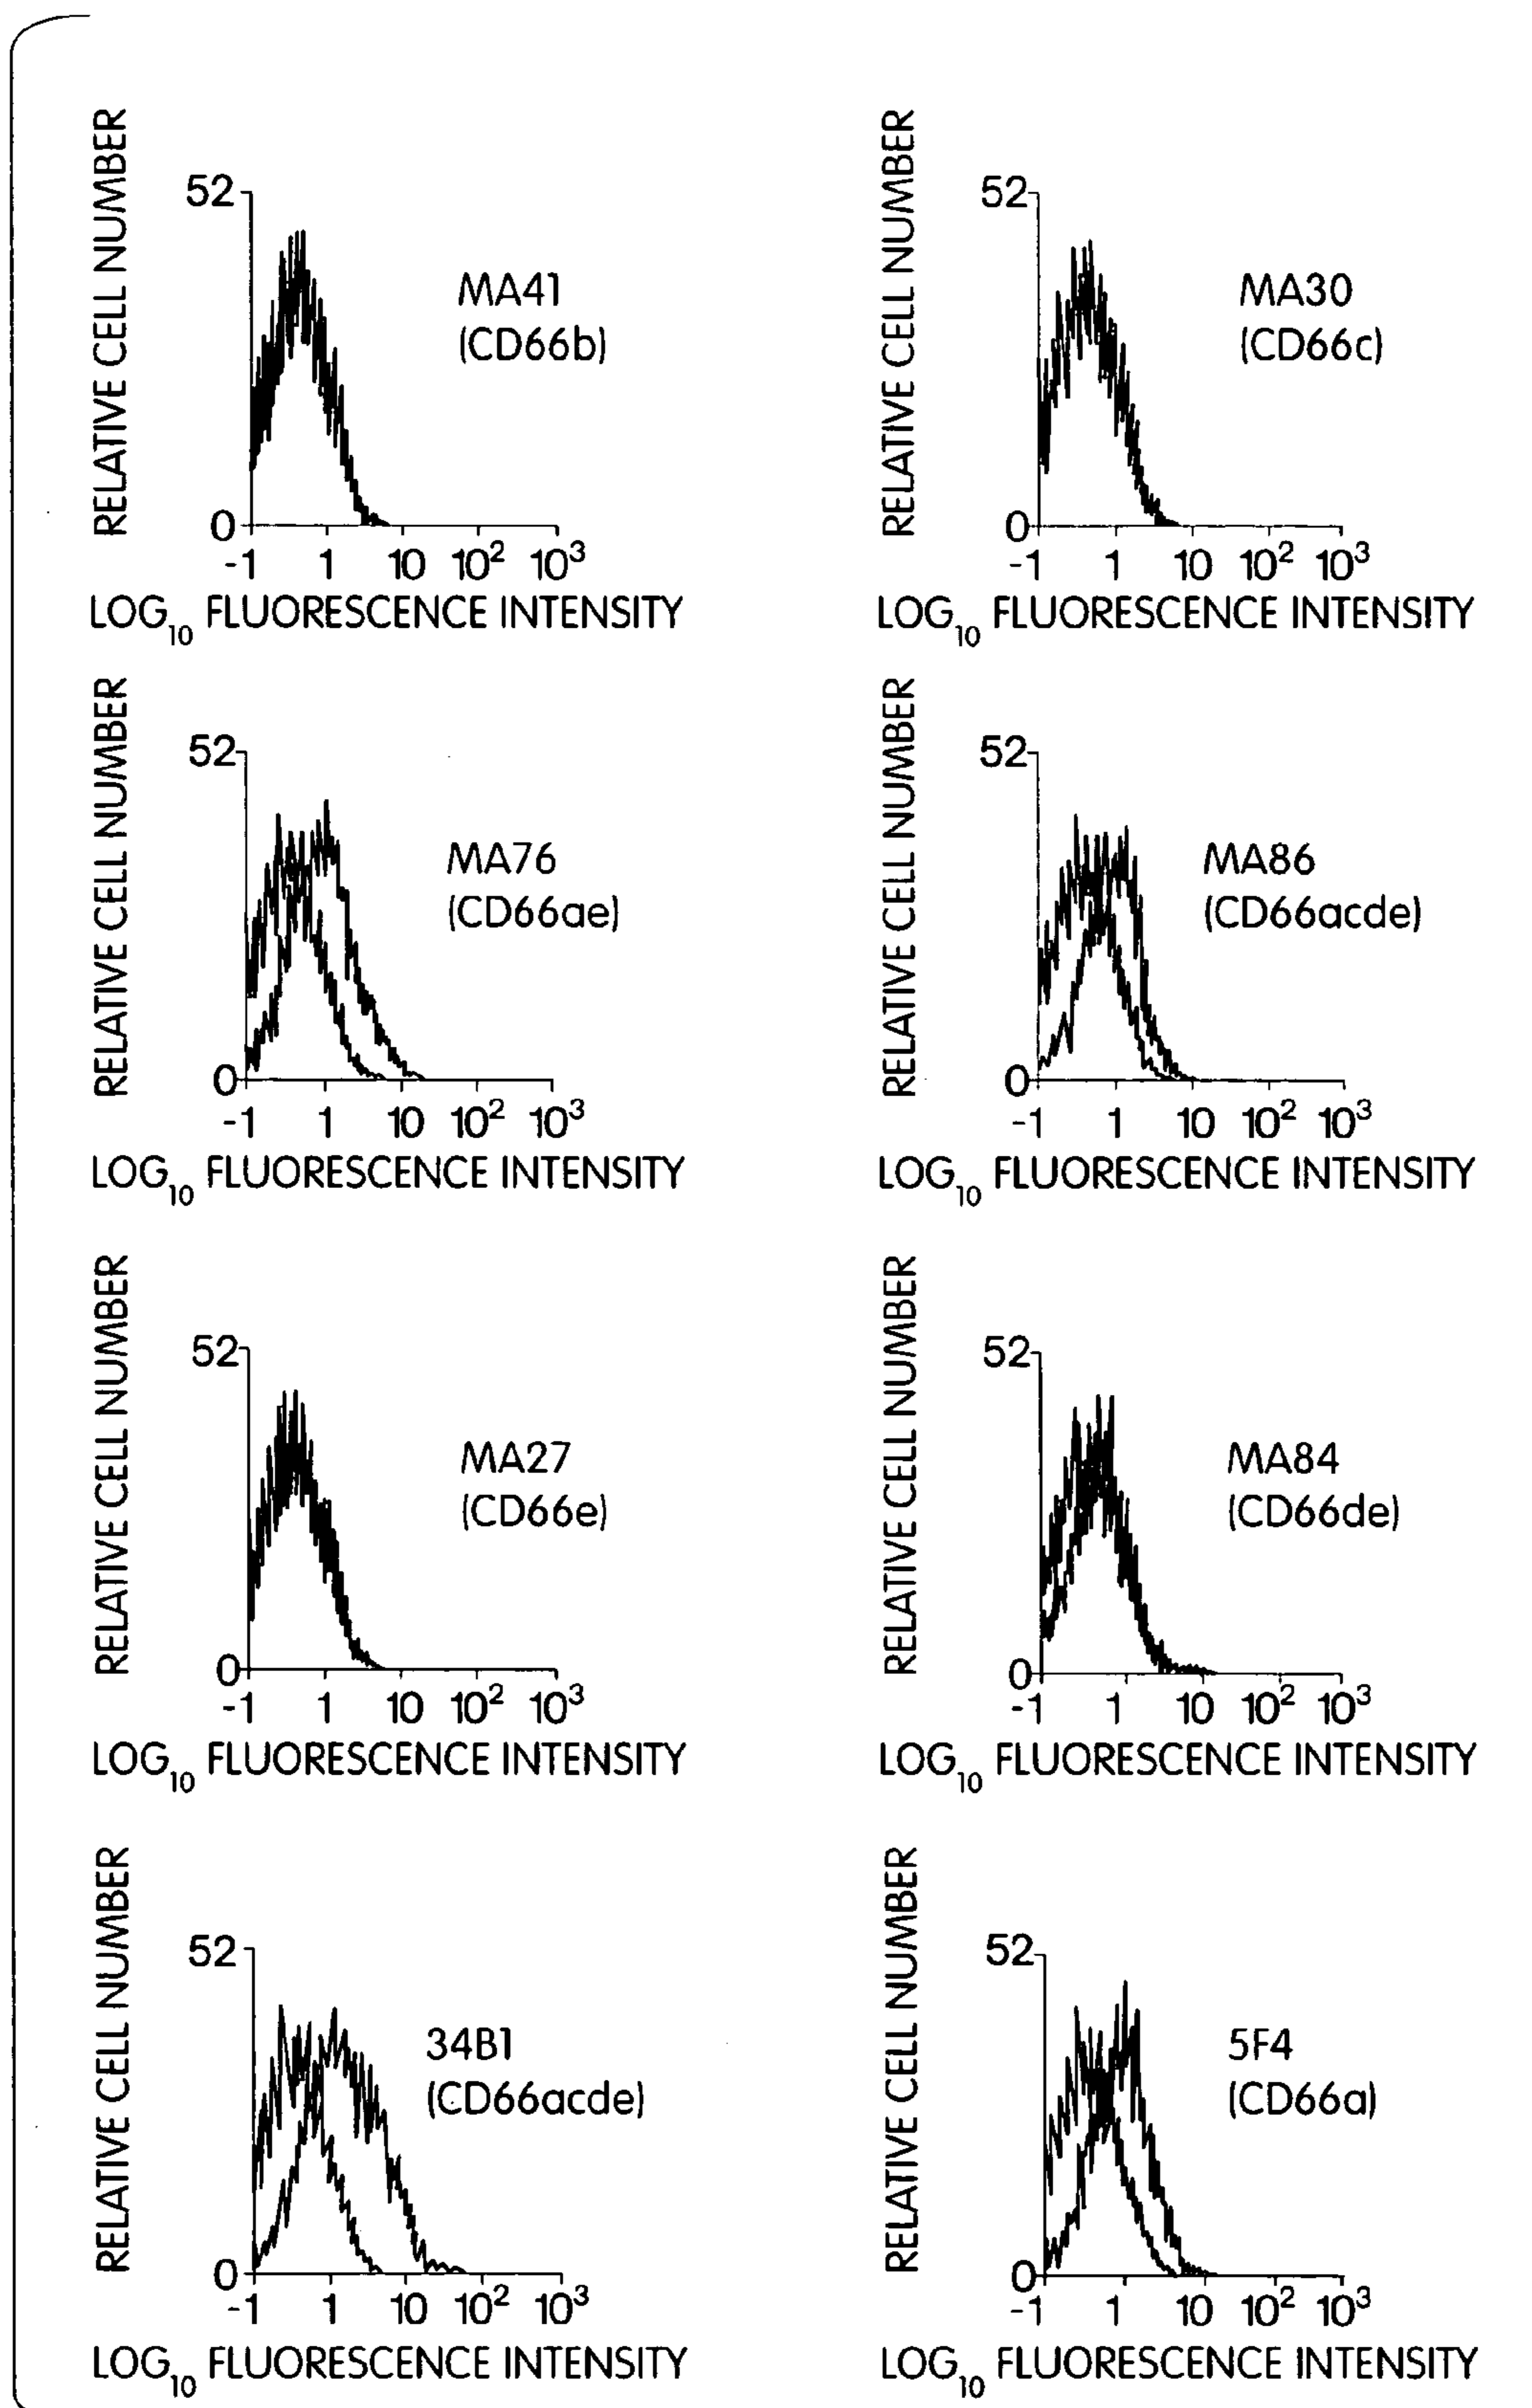 RELATIVE CELL NUMBER
52
0
MA41
(CD66b)
-1 1 10 10² 10³
LOG₁₀ FLUORESCENCE INTENSITY
RELATIVE CELL NUMBER
52
0
MA30
(CD66c)
-1 1 10 10² 10³
LOG₁₀ FLUORESCENCE INTENSITY
RELATIVE CELL NUMBER
52
0
MA76
(CD66ae)
-1 1 10 10² 10³
LOG₁₀ FLUORESCENCE INTENSITY
RELATIVE CELL NUMBER
52
0
MA86
(CD66acde)
-1 1 10 10² 10³
LOG₁₀ FLUORESCENCE INTENSITY
RELATIVE CELL NUMBER
52
0
MA27
(CD66e)
-1 1 10 10² 10³
LOG₁₀ FLUORESCENCE INTENSITY
RELATIVE CELL NUMBER
52
0
MA84
(CD66de)
-1 1 10 10² 10³
LOG₁₀ FLUORESCENCE INTENSITY
RELATIVE CELL NUMBER
52
0
34B1
(CD66acde)
-1 1 10 10² 10³
LOG₁₀ FLUORESCENCE INTENSITY
RELATIVE CELL NUMBER
52
0
5F4
(CD66a)
-1 1 10 10² 10³
LOG₁₀ FLUORESCENCE INTENSITY